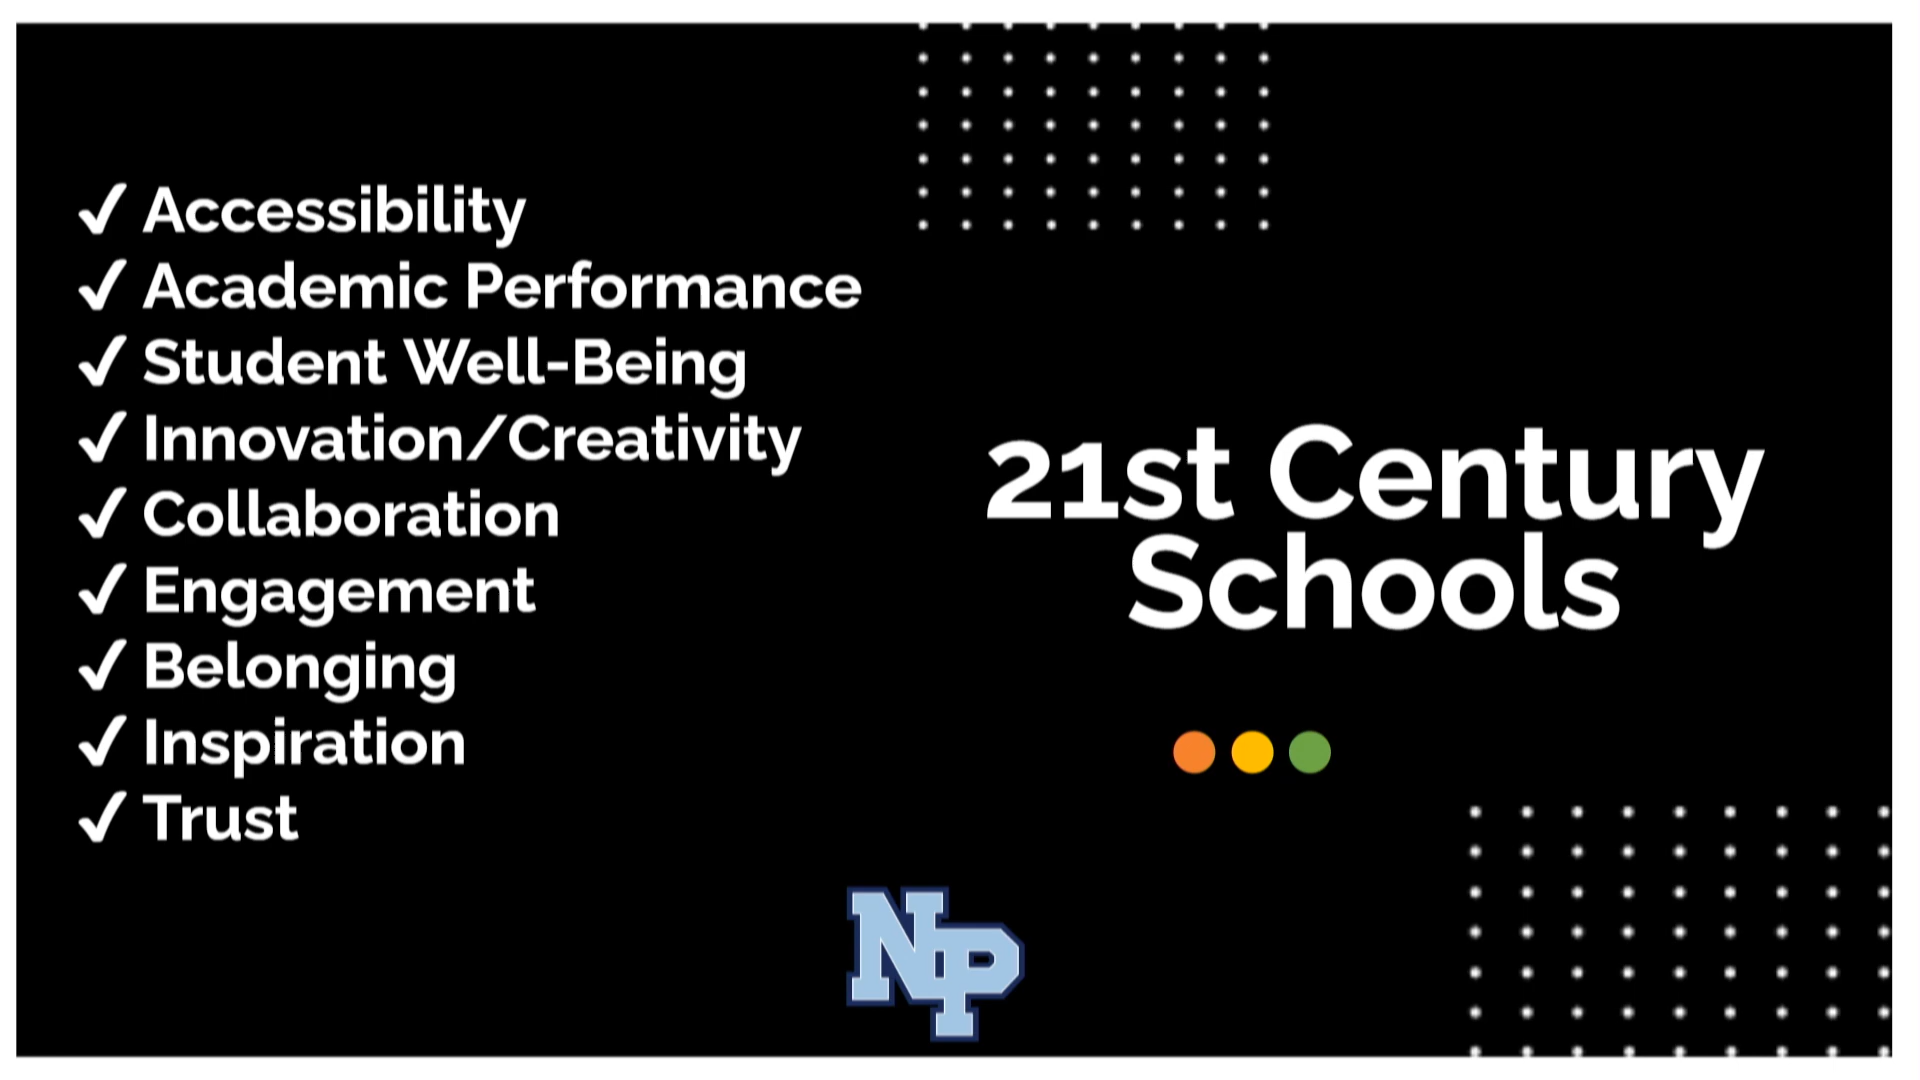 ✓ Accessibility
✓ Academic Performance
✓ Student Well-Being
✓ Innovation/Creativity
✓ Collaboration
✓ Engagement
✓ Belonging
✓ Inspiration
✓ Trust
21st Century
Schools
NP